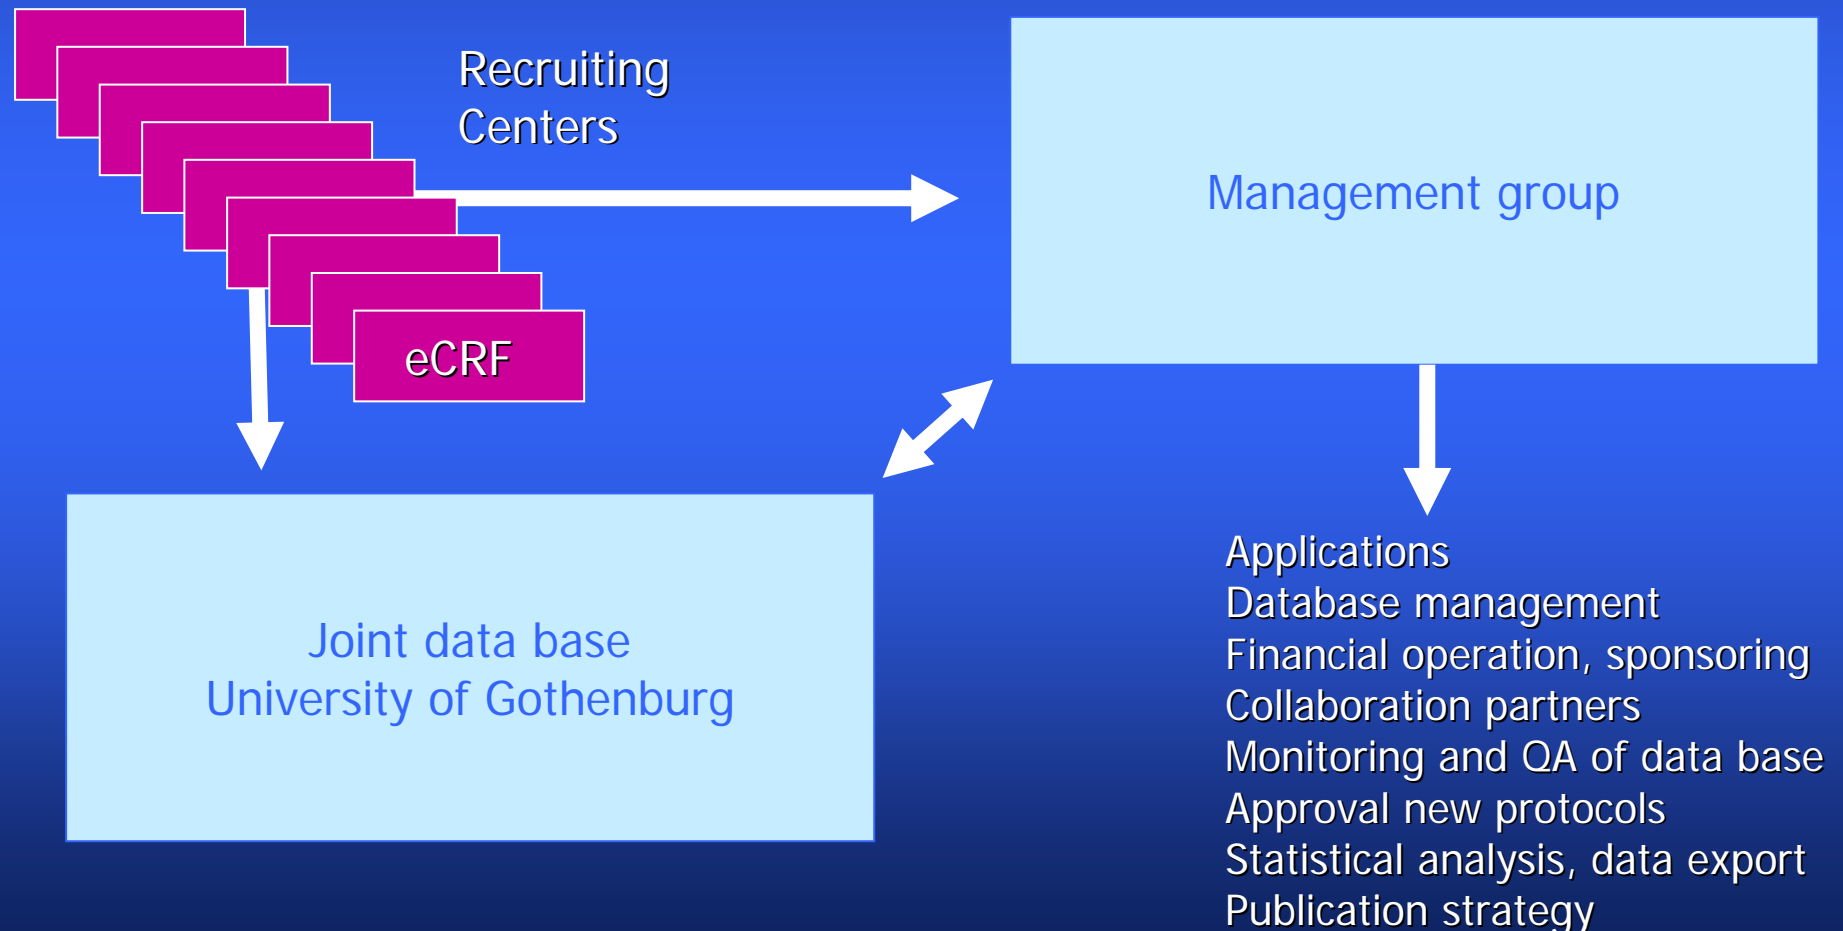 Recruiting
Centers
Management group
eCRF
Joint data base
University of Gothenburg
Applications
Database management
Financial operation, sponsoring
Collaboration partners
Monitoring and QA of data base
Approval new protocols
Statistical analysis, data export
Publication strategy